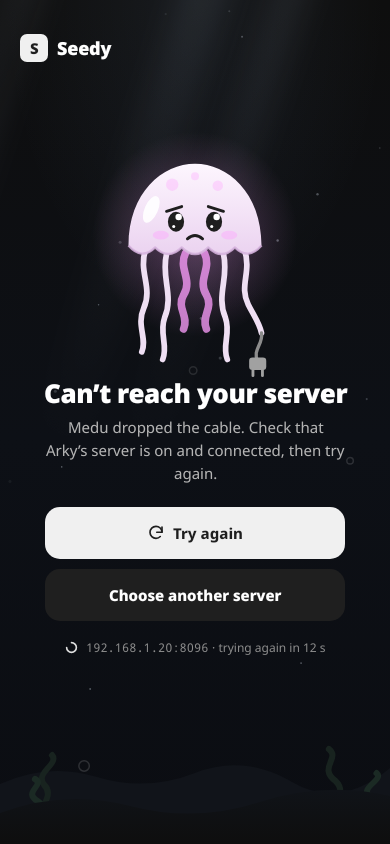 S Seedy
Can’t reach your server
Medu dropped the cable. Check that
Arky’s server is on and connected, then try
again.
Try again
Choose another server
192.168.1.20:8096 · trying again in 12 s